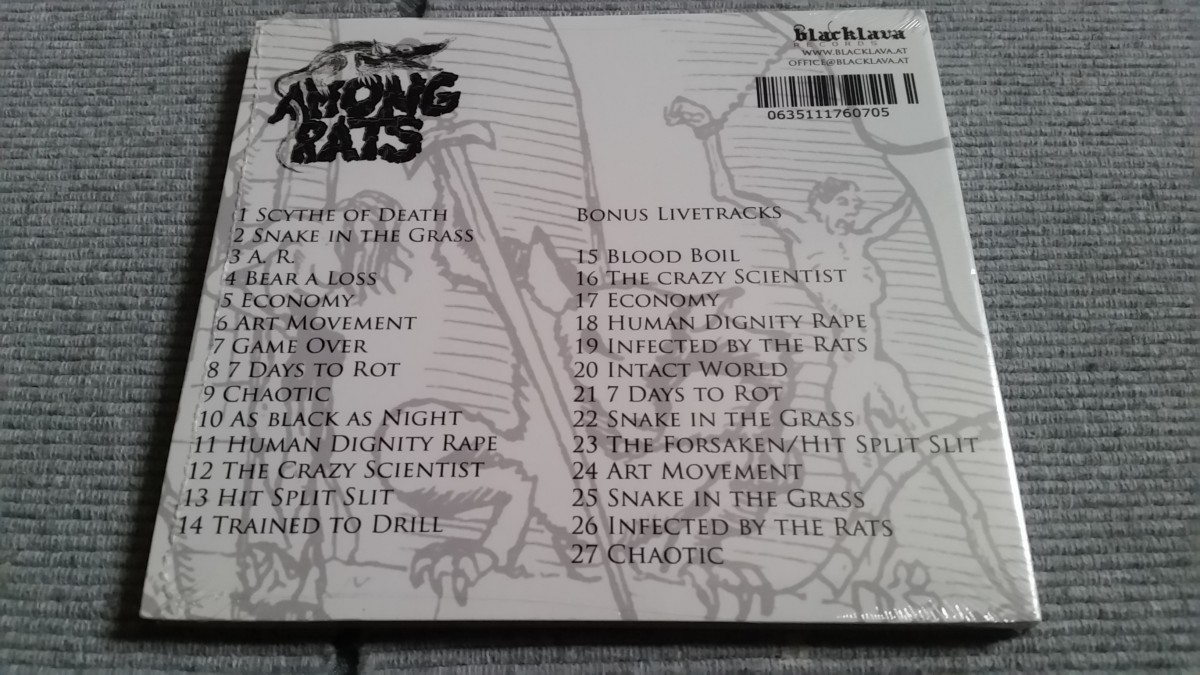 AMONG
RATS
blacklava
RECORDS
WWW.BLACKLAVA.AT
OFFICE@BLACKLAVA.AT
0635111760705
1 SCYTHE OF DEATH
2 SNAKE IN THE GRASS
3 A. R.
4 BEAR A LOSS
5 ECONOMY
6 ART MOVEMENT
7 GAME OVER
8 7 DAYS TO ROT
9 CHAOTIC
10 AS BLACK AS NIGHT
11 HUMAN DIGNITY RAPE
12 THE CRAZY SCIENTIST
13 HIT SPLIT SLIT
14 TRAINED TO DRILL
BONUS LIVETRACKS
15 BLOOD BOIL
16 THE CRAZY SCIENTIST
17 ECONOMY
18 HUMAN DIGNITY RAPE
19 INFECTED BY THE RATS
20 INTACT WORLD
21 7 DAYS TO ROT
22 SNAKE IN THE GRASS
23 THE FORSAKEN/HIT SPLIT SLIT
24 ART MOVEMENT
25 SNAKE IN THE GRASS
26 INFECTED BY THE RATS
27 CHAOTIC